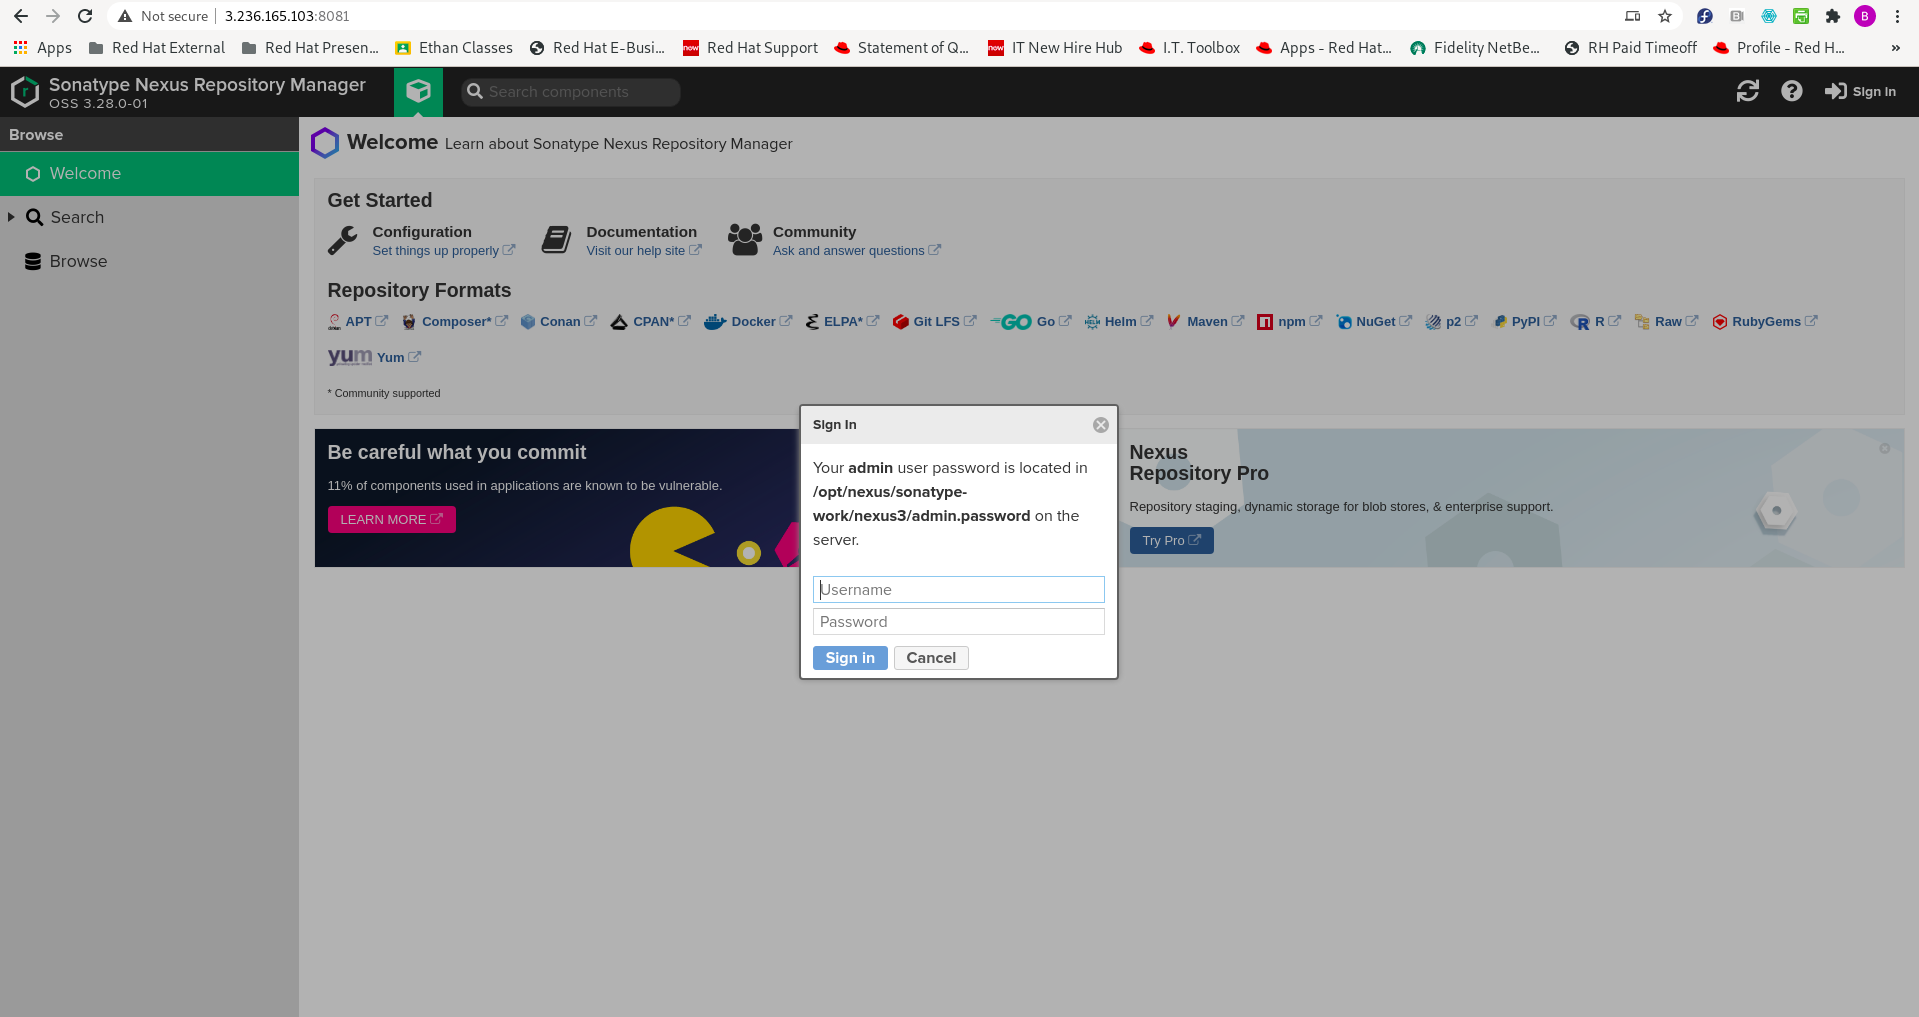 Not secure 3.236.165.103:8081
B
Apps Red Hat External Red Hat Presen... Ethan Classes Red Hat E-Busi... Red Hat Support Statement of Q... IT New Hire Hub I.T. Toolbox Apps - Red Hat... Fidelity NetBe... RH Paid Timeoff Profile - Red H... »
Sonatype Nexus Repository Manager
OSS 3.28.0-01
Search components
Sign in
Browse
Welcome
Search
Browse
Welcome Learn about Sonatype Nexus Repository Manager
Get Started
Configuration
Set things up properly
Documentation
Visit our help site
Community
Ask and answer questions
Repository Formats
APT Composer* Conan CPAN* Docker ELPA* Git LFS GO Go HELM Helm Maven npm NuGet p2 PyPI R R Raw RubyGems
yum Yum
* Community supported
Be careful what you commit
11% of components used in applications are known to be vulnerable.
LEARN MORE
Nexus
Repository Pro
Repository staging, dynamic storage for blob stores, & enterprise support.
Try Pro
Sign In
Your admin user password is located in
/opt/nexus/sonatype-
work/nexus3/admin.password on the
server.
Username
Password
Sign in Cancel